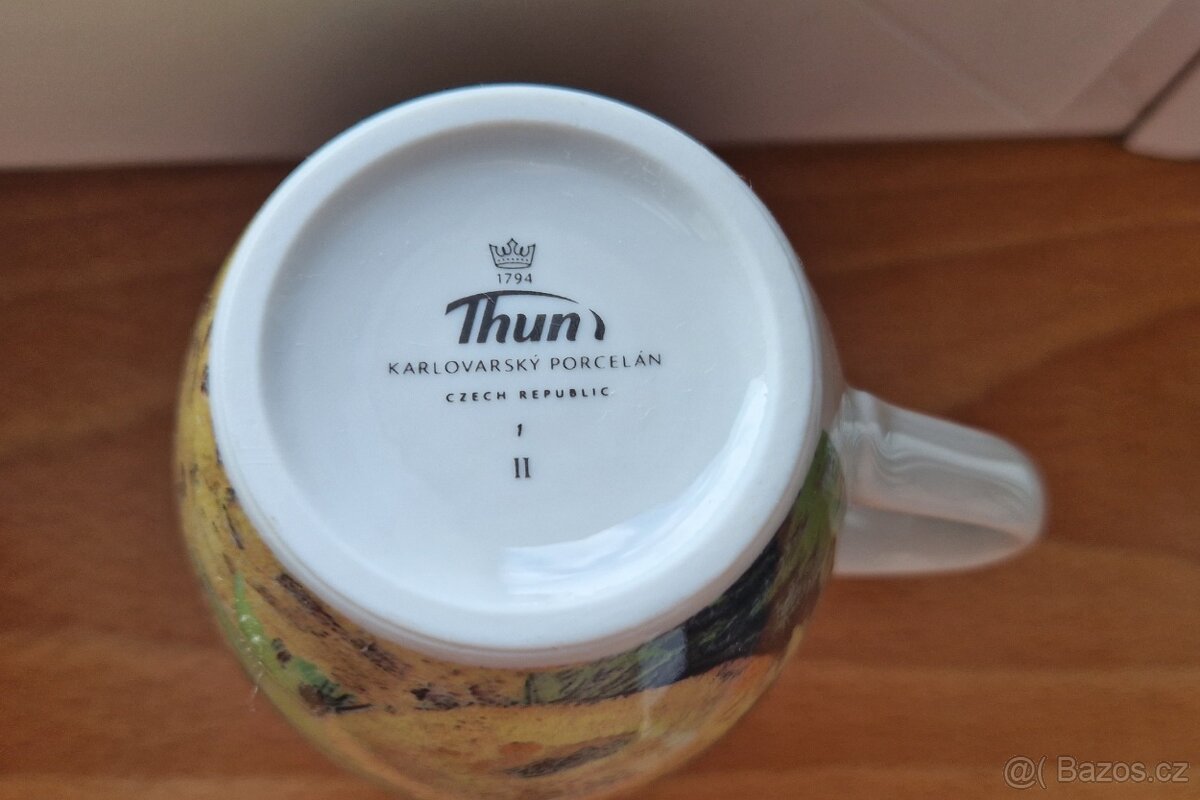 1794
Thun
KARLOVARSKÝ PORCELÁN
CZECH REPUBLIC
1
II
@( Bazos.cz